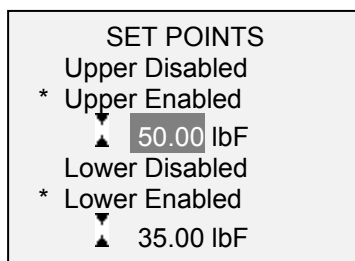 SET POINTS
Upper Disabled
* Upper Enabled
50.00 lbF
Lower Disabled
* Lower Enabled
35.00 lbF